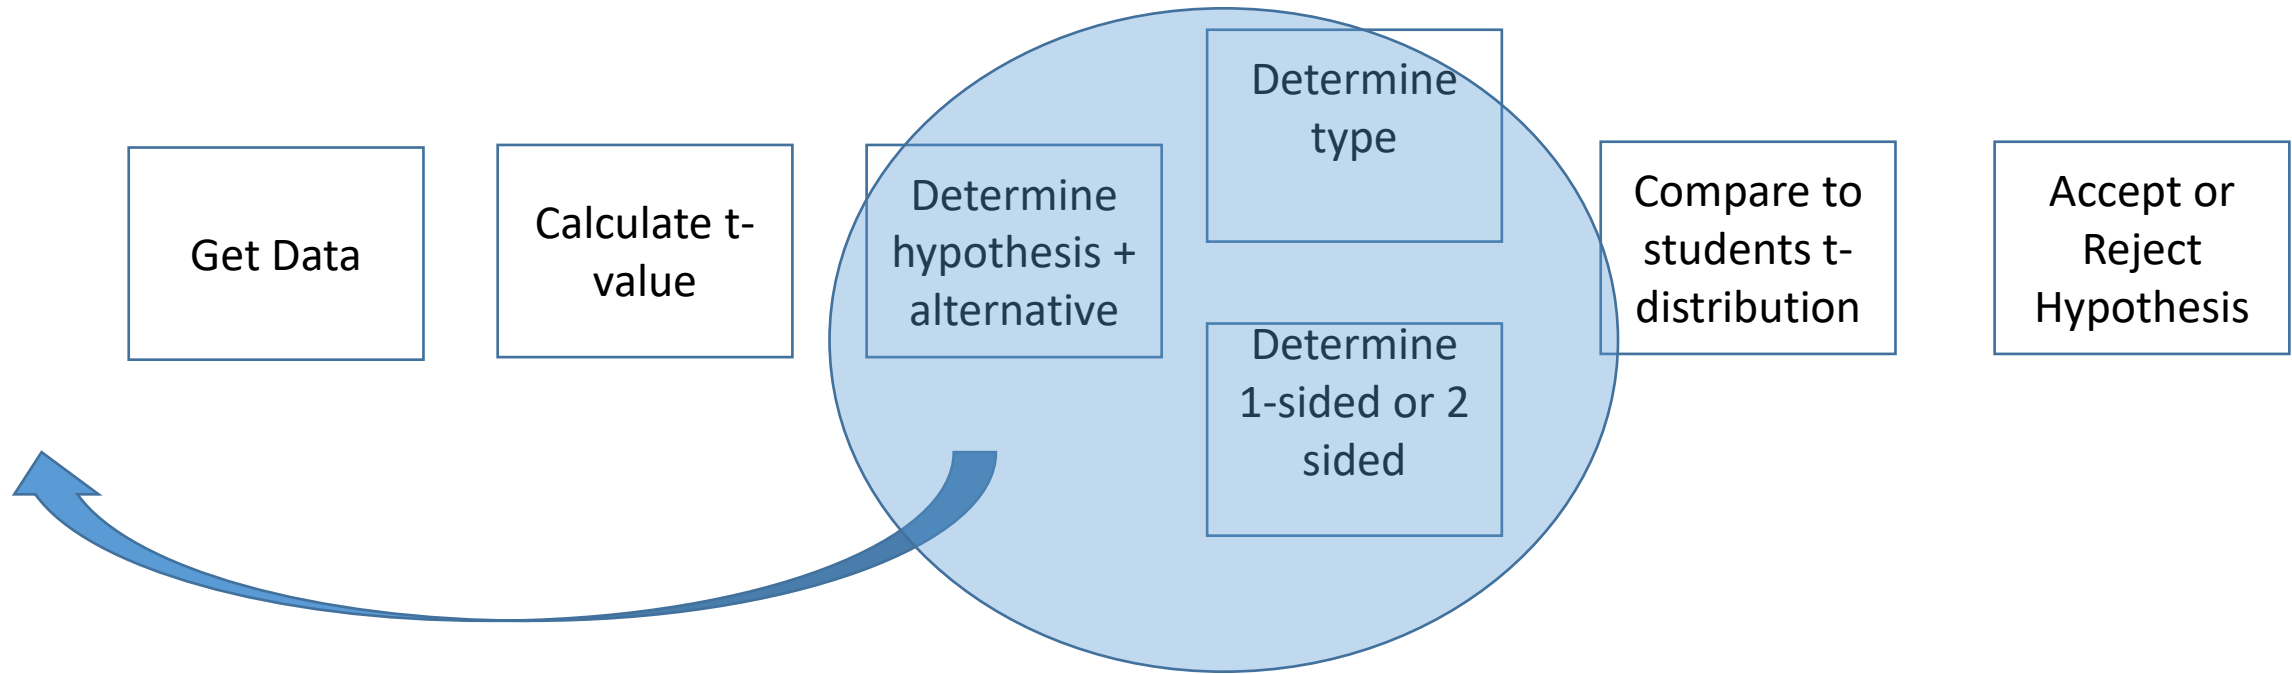 Get Data
Calculate t-
value
Determine
hypothesis +
alternative
Determine
type
Determine
1-sided or 2
sided
Compare to
students t-
distribution
Accept or
Reject
Hypothesis